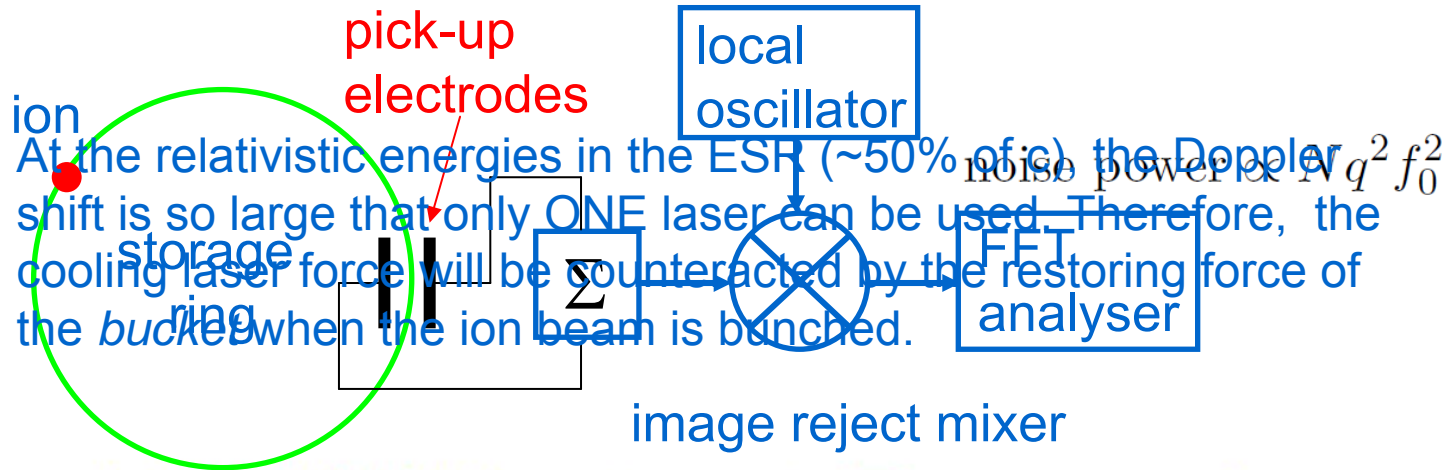 pick-up
electrodes
local
oscillator
ion
At the relativistic energies in the ESR (~50% of c), the Doppler
shift is so large that only ONE laser can be used. Therefore, the
cooling laser force will be counteracted by the restoring force of
the bucket when the ion beam is bunched.
noise power ∝ Nq² f₀²
storage
ring
Σ
FFT
analyser
image reject mixer